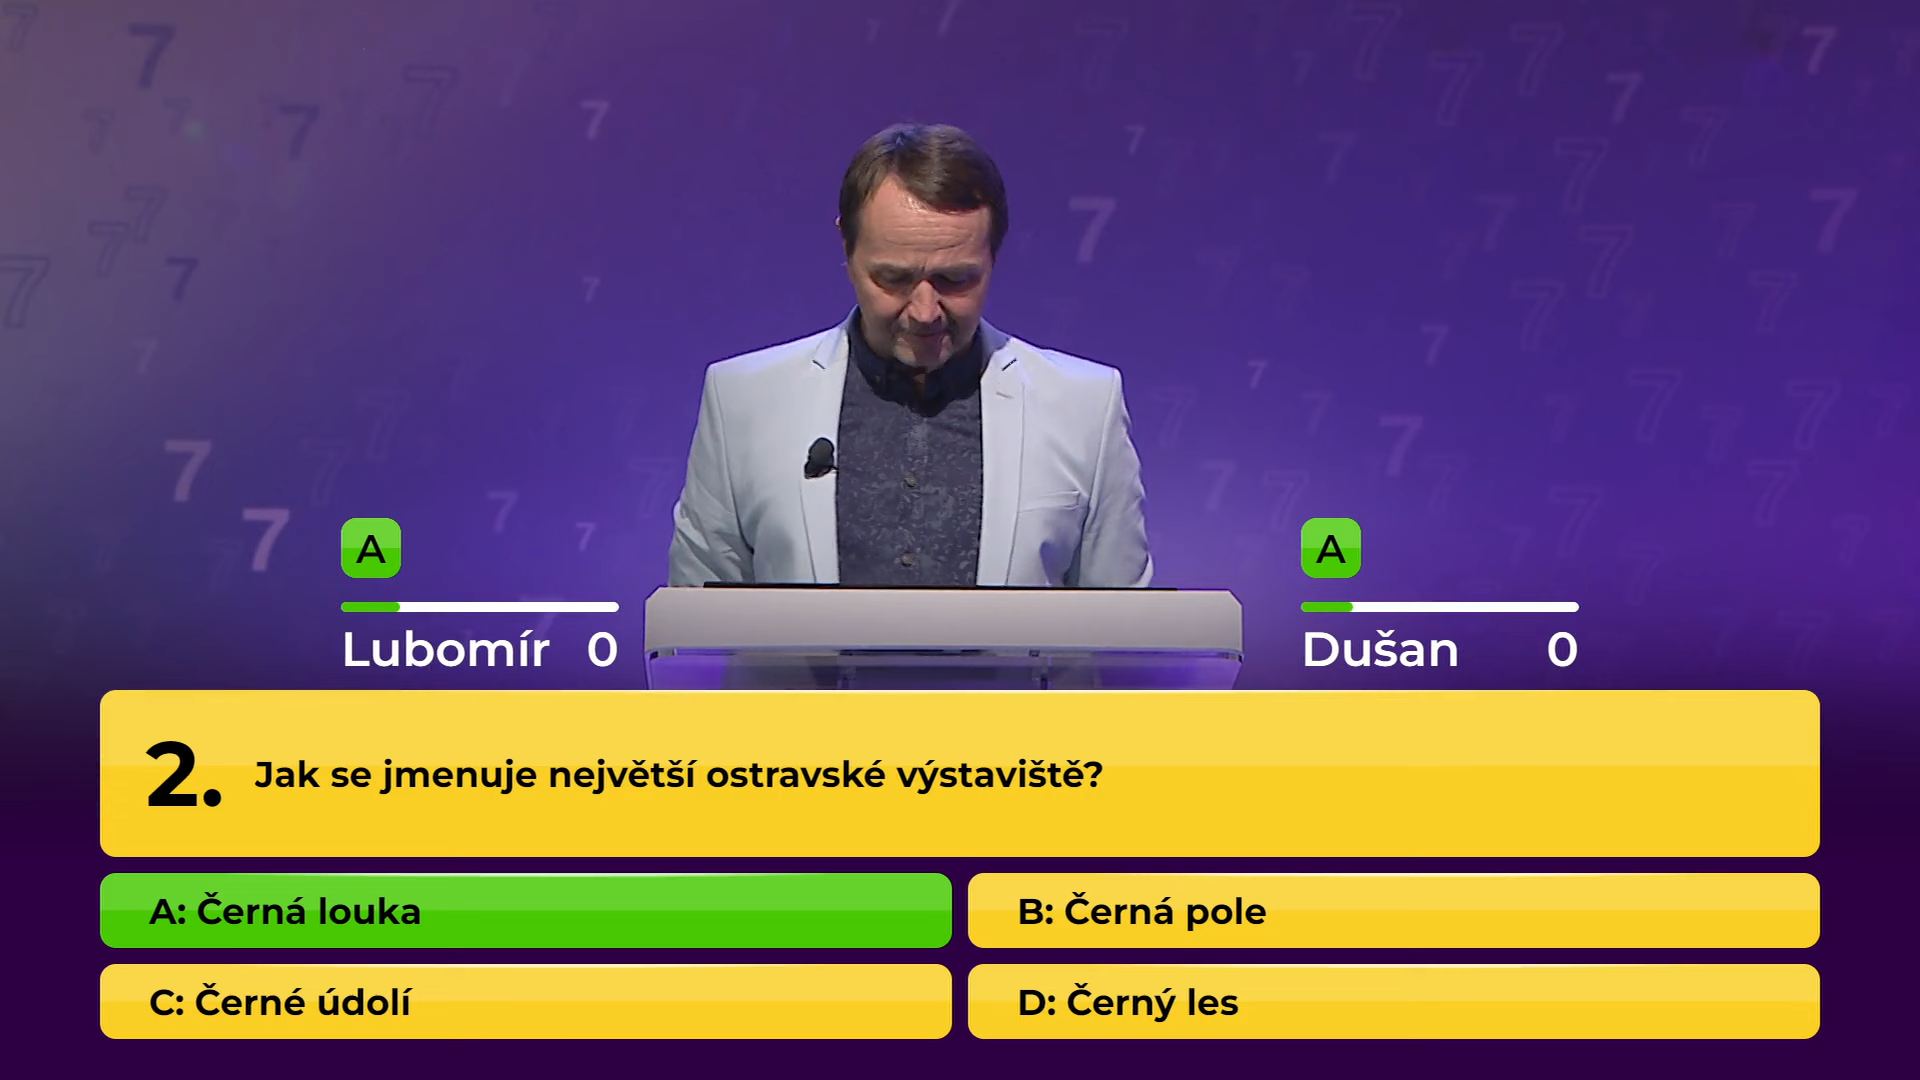 A
A
Lubomír 0
Dušan 0
2. Jak se jmenuje největší ostravské výstaviště?
A: Černá louka
B: Černá pole
C: Černé údolí
D: Černý les